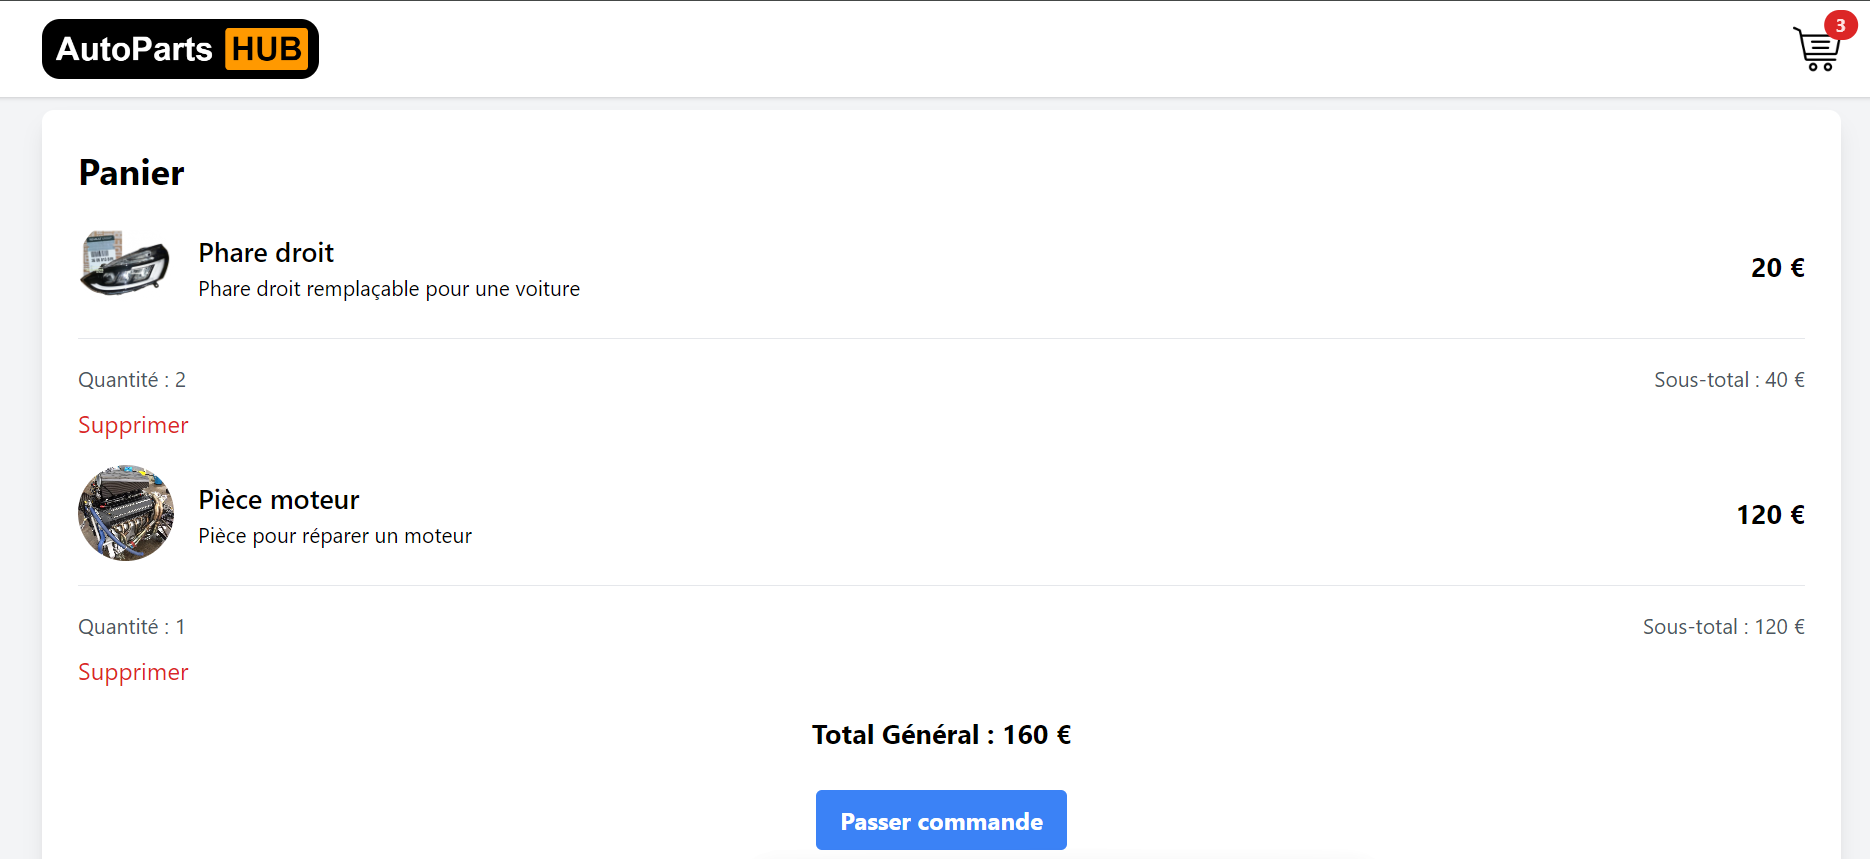 AutoParts HUB
3
Panier
Phare droit
Phare droit remplaçable pour une voiture
20 €
Quantité : 2
Sous-total : 40 €
Supprimer
Pièce moteur
Pièce pour réparer un moteur
120 €
Quantité : 1
Sous-total : 120 €
Supprimer
Total Général : 160 €
Passer commande